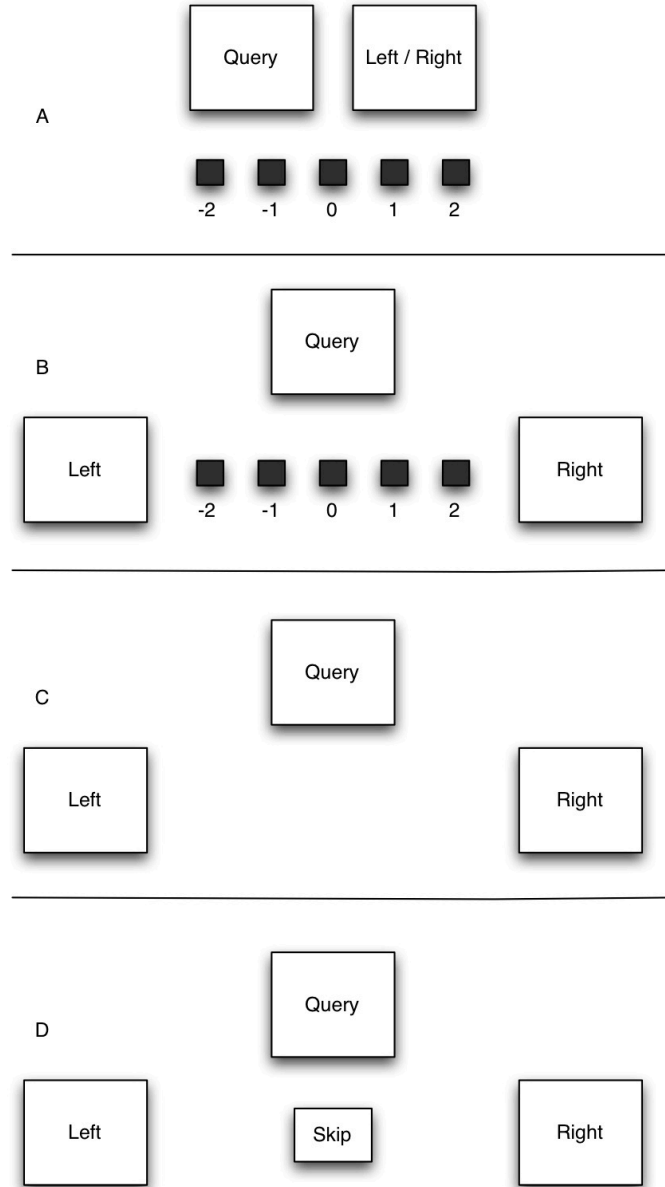 Query Left / Right
A
-2 -1 0 1 2
Query
B
Left Right
-2 -1 0 1 2
Query
C
Left Right
Query
D
Left Skip Right